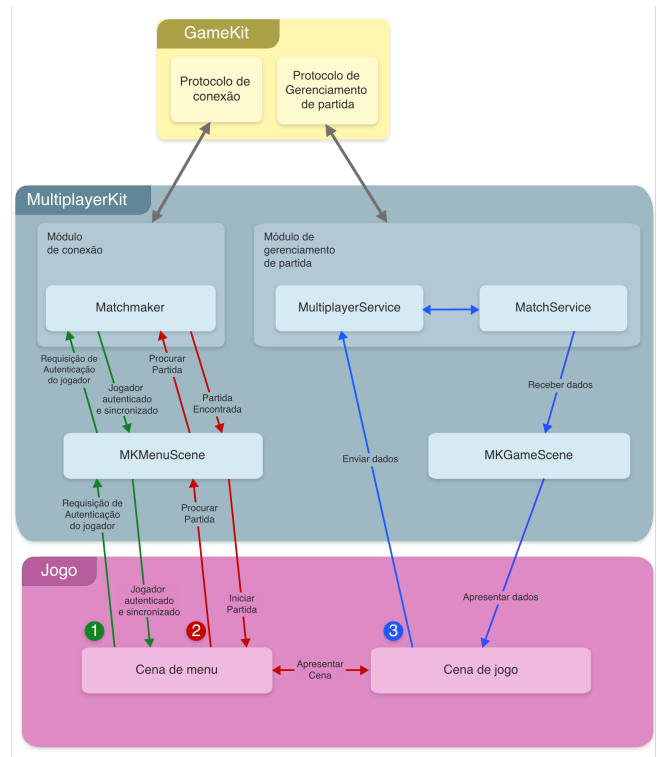 GameKit
Protocolo de
conexão
Protocolo de
Gerenciamento
de partida
MultiplayerKit
Módulo
de conexão
Módulo de
gerenciamento
de partida
Matchmaker
MultiplayerService
MatchService
Requisição de
Autenticação
do jogador
Jogador
autenticado
e sincronizado
Procurar
Partida
Partida
Encontrada
Receber dados
MKMenuScene
Enviar dados
MKGameScene
Requisição de
Autenticação
do jogador
Procurar
Partida
Jogo
Jogador
autenticado
e sincronizado
Iniciar
Partida
Apresentar dados
1
2
3
Cena de menu
Apresentar
Cena
Cena de jogo